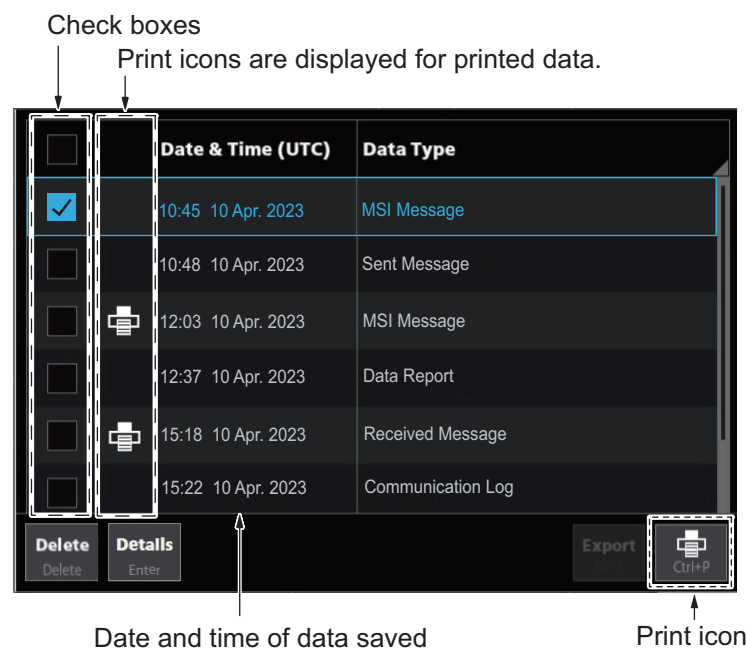 Check boxes
Print icons are displayed for printed data.
Date & Time (UTC) Data Type
10:45 10 Apr. 2023 MSI Message
10:48 10 Apr. 2023 Sent Message
12:03 10 Apr. 2023 MSI Message
12:37 10 Apr. 2023 Data Report
15:18 10 Apr. 2023 Received Message
15:22 10 Apr. 2023 Communication Log
Delete Details Export
Delete Enter Ctrl+P
Date and time of data saved Print icon